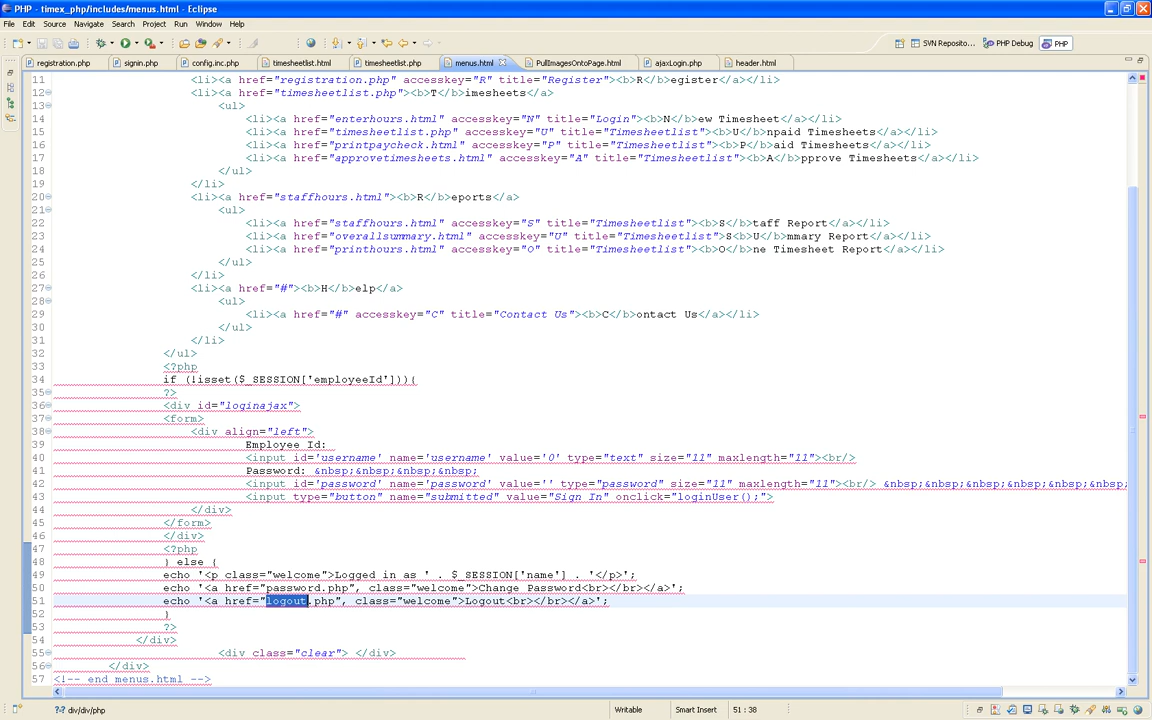 PHP - timex_php/includes/menus.html - Eclipse
File Edit Source Navigate Search Project Run Window Help
SVN Reposito... PHP Debug PHP
registration.php signin.php config.inc.php timesheetlist.html timesheetlist.php menus.html PullImagesOntoPage.html ajaxLogin.php header.html
11 <li><a href="registration.php" accesskey="R" title="Register"><b>R</b>egister</a></li>
12 <li><a href="timesheetlist.php"><b>T</b>imesheets</a>
13 <ul>
14 <li><a href="enterhours.html" accesskey="N" title="Login"><b>N</b>ew Timesheet</a></li>
15 <li><a href="timesheetlist.php" accesskey="U" title="Timesheetlist"><b>U</b>npaid Timesheets</a></li>
16 <li><a href="printpaycheck.html" accesskey="P" title="Timesheetlist"><b>P</b>aid Timesheets</a></li>
17 <li><a href="approvetimesheets.html" accesskey="A" title="Timesheetlist"><b>A</b>pprove Timesheets</a></li>
18 </ul>
19 </li>
20 <li><a href="staffhours.html"><b>R</b>eports</a>
21 <ul>
22 <li><a href="staffhours.html" accesskey="S" title="Timesheetlist"><b>S</b>taff Report</a></li>
23 <li><a href="overallsummary.html" accesskey="U" title="Timesheetlist">S<b>U</b>mmary Report</a></li>
24 <li><a href="printhours.html" accesskey="O" title="Timesheetlist"><b>O</b>ne Timesheet Report</a></li>
25 </ul>
26 </li>
27 <li><a href="#"><b>H</b>elp</a>
28 <ul>
29 <li><a href="#" accesskey="C" title="Contact Us"><b>C</b>ontact Us</a></li>
30 </ul>
31 </li>
32 </ul>
33 <?php
34 if (!isset($_SESSION['employeeId'])){
35 ?>
36 <div id="loginajax">
37 <form>
38 <div align="left">
39 Employee Id:
40 <input id='username' name='username' value='0' type="text" size="11" maxlength="11"><br/>
41 Password: &nbsp;&nbsp;&nbsp;&nbsp;
42 <input id='password' name='password' value='' type="password" size="11" maxlength="11"><br/> &nbsp;&nbsp;&nbsp;&nbsp;&nbsp;
43 <input type="button" name="submitted" value="Sign In" onclick="loginUser();">
44 </div>
45 </form>
46 </div>
47 <?php
48 } else {
49 echo '<p class="welcome">Logged in as ' . $_SESSION['name'] . '</p>';
50 echo '<a href="password.php", class="welcome">Change Password<br></br></a>';
51 echo '<a href="logout.php", class="welcome">Logout<br></br></a>';
52 }
53 ?>
54 </div>
55 <div class="clear"> </div>
56 </div>
57 <!-- end menus.html -->
div/div/php Writable Smart Insert 51 : 38